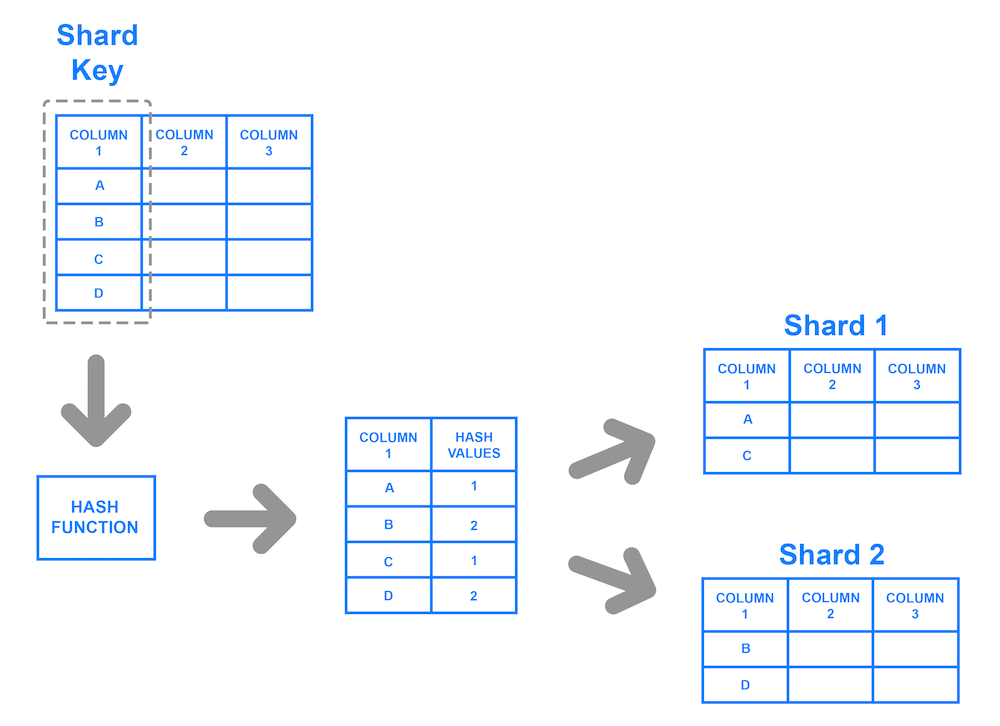 Shard
Key
COLUMN
1
COLUMN
2
COLUMN
3
A
B
C
D
HASH
FUNCTION
COLUMN
1
HASH
VALUES
A
1
B
2
C
1
D
2
Shard 1
COLUMN
1
COLUMN
2
COLUMN
3
A
C
Shard 2
COLUMN
1
COLUMN
2
COLUMN
3
B
D